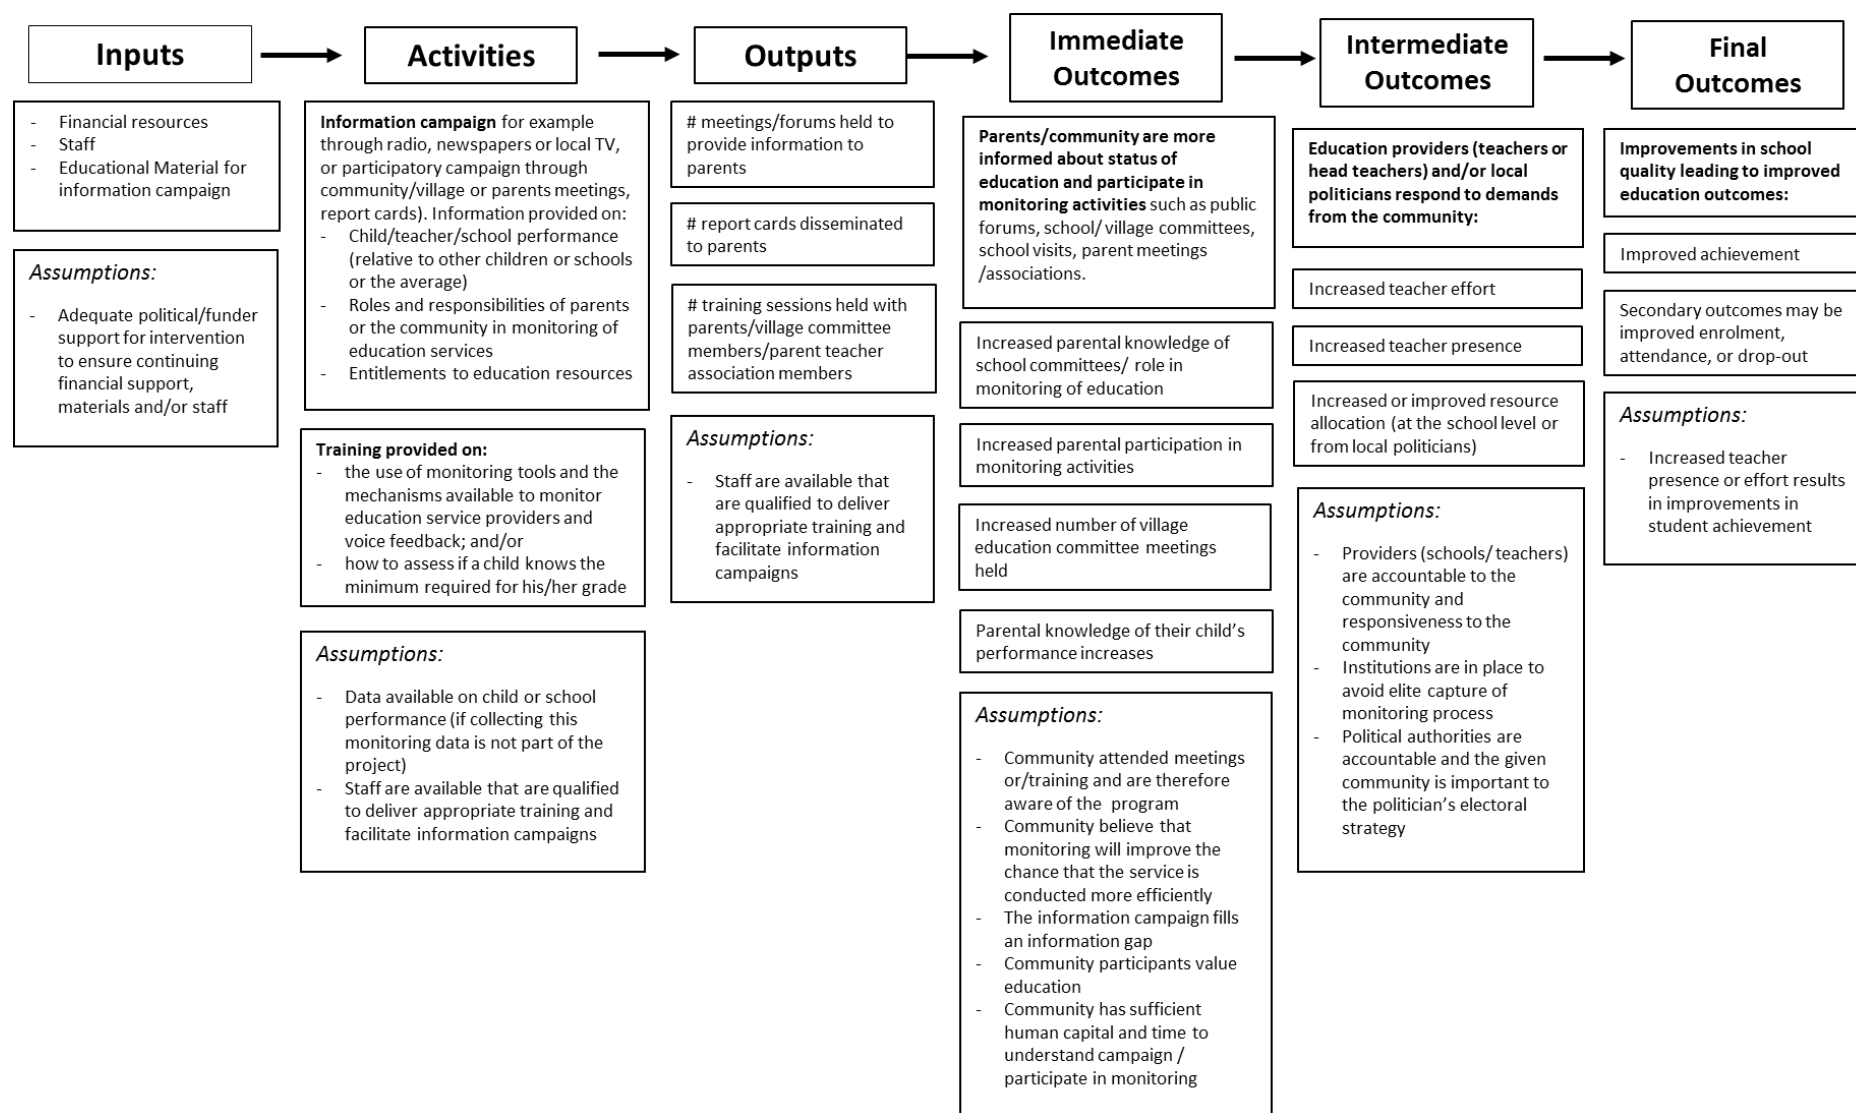 Inputs
Activities
Outputs
Immediate
Outcomes
Intermediate
Outcomes
Final
Outcomes
- Financial resources
- Staff
- Educational Material for
information campaign
Assumptions:
- Adequate political/funder
support for intervention
to ensure continuing
financial support,
materials and/or staff
Information campaign for example
through radio, newspapers or local TV,
or participatory campaign through
community/village or parents meetings,
report cards). Information provided on:
- Child/teacher/school performance
(relative to other children or schools
or the average)
- Roles and responsibilities of parents
or the community in monitoring of
education services
- Entitlements to education resources
Training provided on:
- the use of monitoring tools and the
mechanisms available to monitor
education service providers and
voice feedback; and/or
- how to assess if a child knows the
minimum required for his/her grade
Assumptions:
- Data available on child or school
performance (if collecting this
monitoring data is not part of the
project)
- Staff are available that are qualified
to deliver appropriate training and
facilitate information campaigns
# meetings/forums held to
provide information to
parents
# report cards disseminated
to parents
# training sessions held with
parents/village committee
members/parent teacher
association members
Assumptions:
- Staff are available that
are qualified to deliver
appropriate training and
facilitate information
campaigns
Parents/community are more
informed about status of
education and participate in
monitoring activities such as public
forums, school/ village committees,
school visits, parent meetings
/associations.
Increased parental knowledge of
school committees/ role in
monitoring of education
Increased parental participation in
monitoring activities
Increased number of village
education committee meetings
held
Parental knowledge of their child's
performance increases
Assumptions:
- Community attended meetings
or/training and are therefore
aware of the program
- Community believe that
monitoring will improve the
chance that the service is
conducted more efficiently
- The information campaign fills
an information gap
- Community participants value
education
- Community has sufficient
human capital and time to
understand campaign /
participate in monitoring
Education providers (teachers or
head teachers) and/or local
politicians respond to demands
from the community:
Increased teacher effort
Increased teacher presence
Increased or improved resource
allocation (at the school level or
from local politicians)
Assumptions:
- Providers (schools/ teachers)
are accountable to the
community and
responsiveness to the
community
- Institutions are in place to
avoid elite capture of
monitoring process
- Political authorities are
accountable and the given
community is important to
the politician's electoral
strategy
Improvements in school
quality leading to improved
education outcomes:
Improved achievement
Secondary outcomes may be
improved enrolment,
attendance, or drop-out
Assumptions:
- Increased teacher
presence or effort results
in improvements in
student achievement